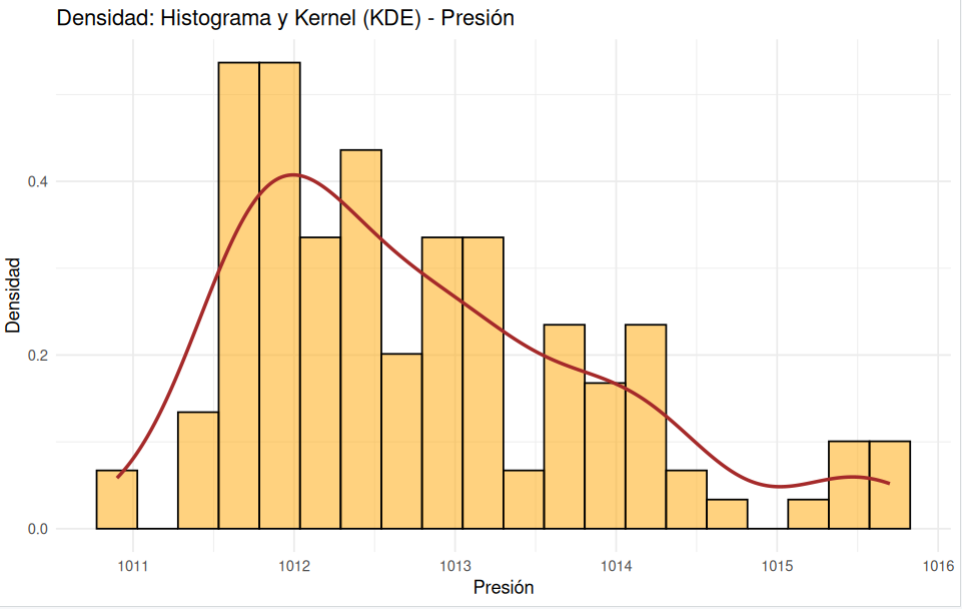 Densidad: Histograma y Kernel (KDE) - Presión
Densidad
0.4
0.2
0.0
1011 1012 1013 1014 1015 1016
Presión